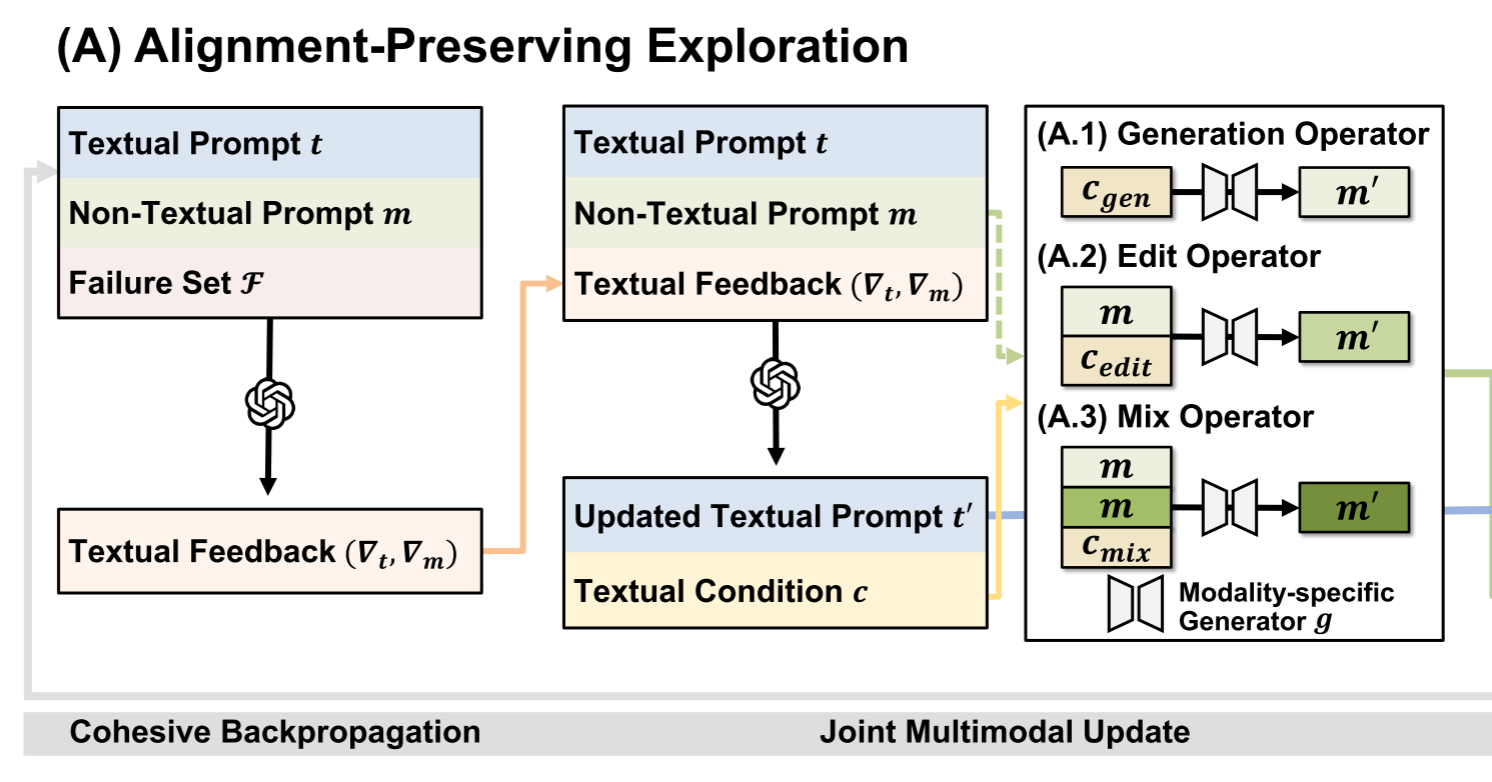 (A) Alignment-Preserving Exploration
Textual Prompt t
Non-Textual Prompt m
Failure Set ℱ
Textual Feedback (∇t, ∇m)
Textual Prompt t
Non-Textual Prompt m
Textual Feedback (∇t, ∇m)
Updated Textual Prompt t′
Textual Condition c
(A.1) Generation Operator
cgen
m′
(A.2) Edit Operator
m
cedit
m′
(A.3) Mix Operator
m
m
cmix
m′
Modality-specific
Generator g
Cohesive Backpropagation
Joint Multimodal Update